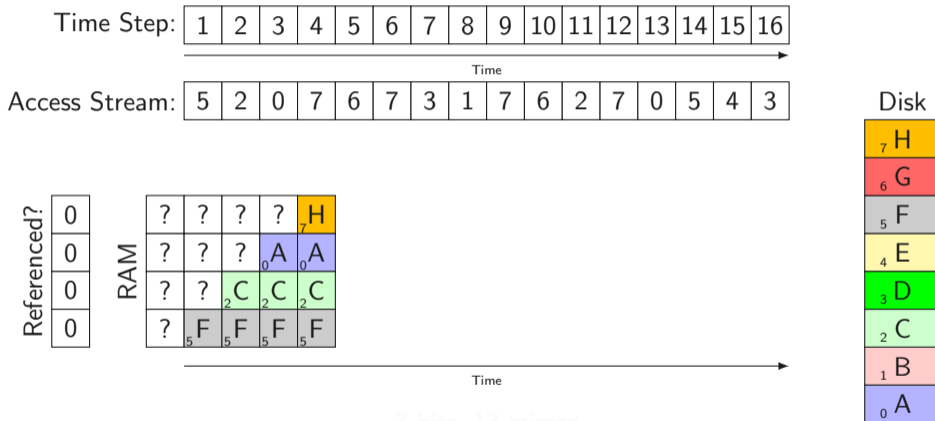 Time Step: 1 2 3 4 5 6 7 8 9 10 11 12 13 14 15 16
Time
Access Stream: 5 2 0 7 6 7 3 1 7 6 2 7 0 5 4 3
Disk
7 H
6 G
5 F
4 E
3 D
2 C
1 B
0 A
Referenced?
0
0
0
0
RAM
? ? ? ? 7 H
? ? ? 0 A 0 A
? ? 2 C 2 C 2 C
? 5 F 5 F 5 F 5 F
Time